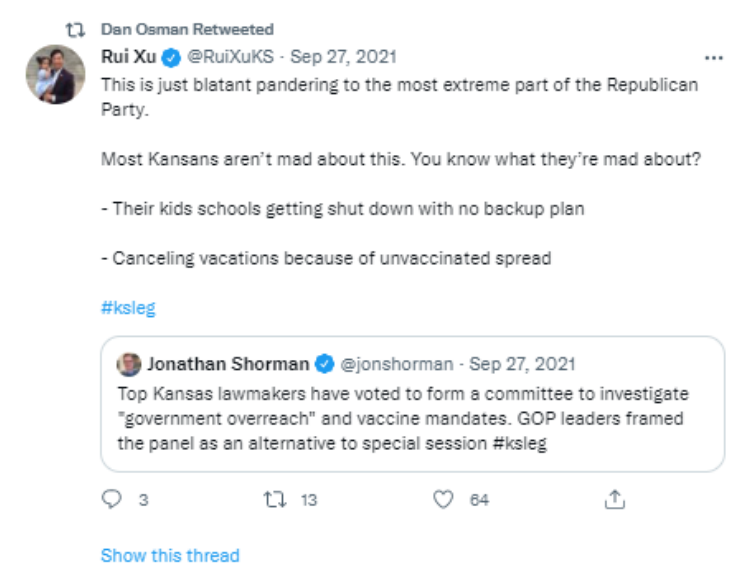 Dan Osman Retweeted
Rui Xu @RuiXuKS · Sep 27, 2021
This is just blatant pandering to the most extreme part of the Republican
Party.
Most Kansans aren't mad about this. You know what they're mad about?
- Their kids schools getting shut down with no backup plan
- Canceling vacations because of unvaccinated spread
#ksleg
Jonathan Shorman @jonshorman · Sep 27, 2021
Top Kansas lawmakers have voted to form a committee to investigate
"government overreach" and vaccine mandates. GOP leaders framed
the panel as an alternative to special session #ksleg
3 13 64
Show this thread